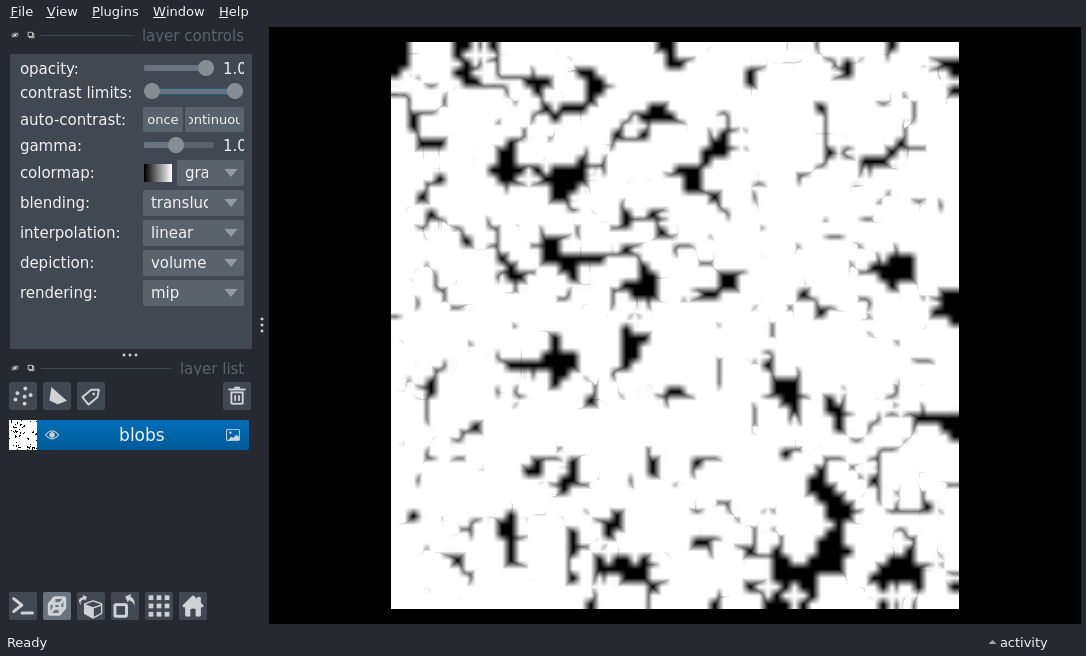 File View Plugins Window Help
layer controls
opacity: 1.0
contrast limits:
auto-contrast: once ontinuou
gamma: 1.0
colormap: gra
blending: transluc
interpolation: linear
depiction: volume
rendering: mip
layer list
blobs
Ready
activity